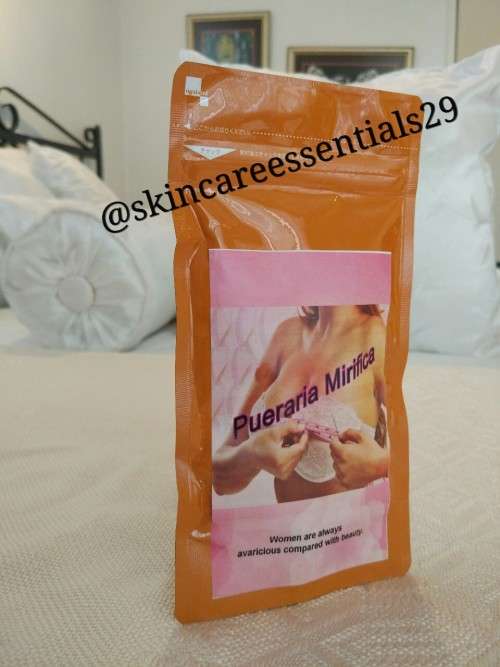 @skincareessentials29
Pueraria Mirifica
Women are always
avaricious compared with beauty.